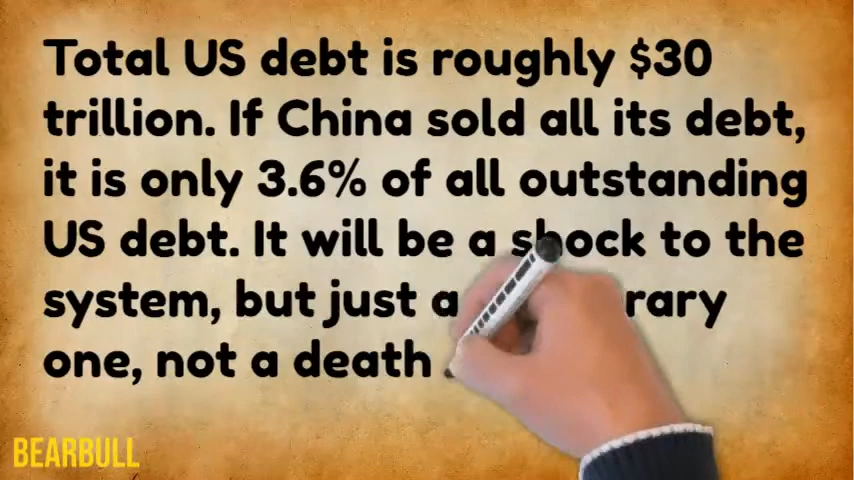 Total US debt is roughly $30
trillion. If China sold all its debt,
it is only 3.6% of all outstanding
US debt. It will be a shock to the
system, but just a rary
one, not a death
BEARBULL